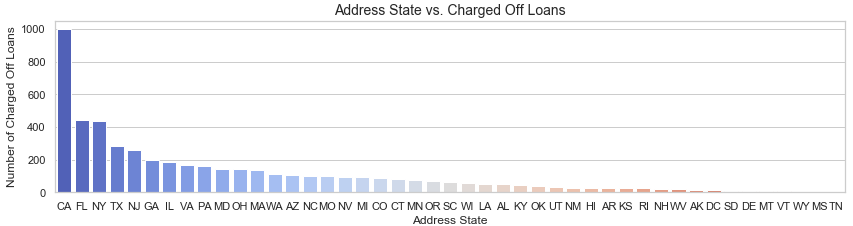 Address State vs. Charged Off Loans
Number of Charged Off Loans
1000
800
600
400
200
0
CA FL NY TX NJ GA IL VA PA MD OH MA WA AZ NC MO NV MI CO CT MN OR SC WI LA AL KY OK UT NM HI AR KS RI NH WV AK DC SD DE MT VT WY MS TN
Address State